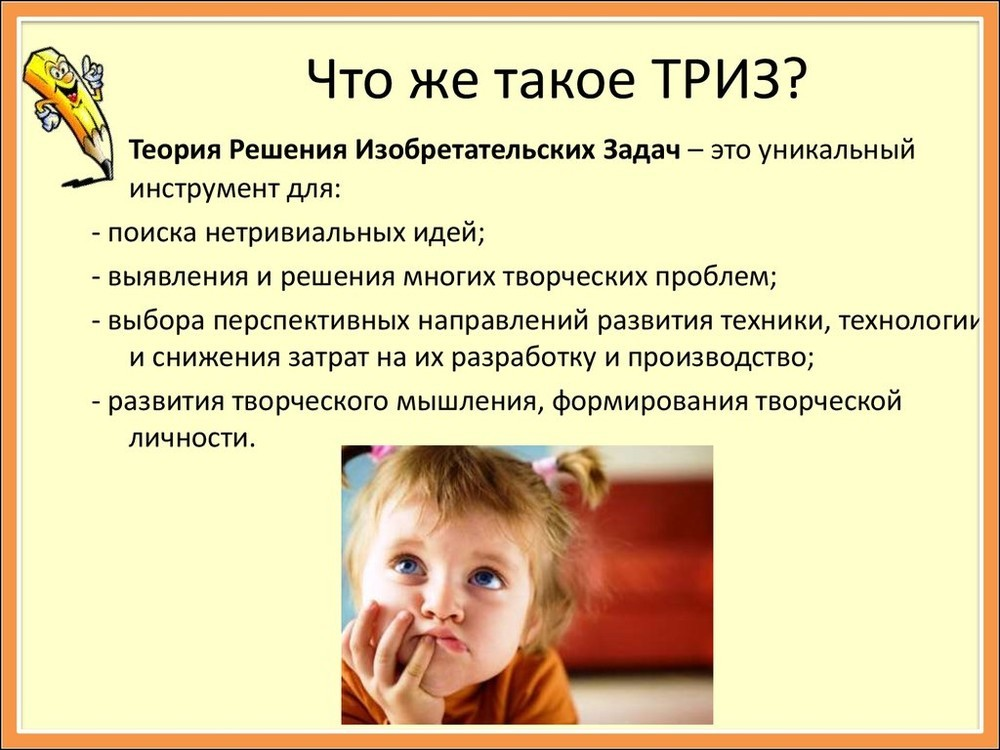 Что же такое ТРИЗ?
Теория Решения Изобретательских Задач – это уникальный
инструмент для:
- поиска нетривиальных идей;
- выявления и решения многих творческих проблем;
- выбора перспективных направлений развития техники, технологии
и снижения затрат на их разработку и производство;
- развития творческого мышления, формирования творческой
личности.